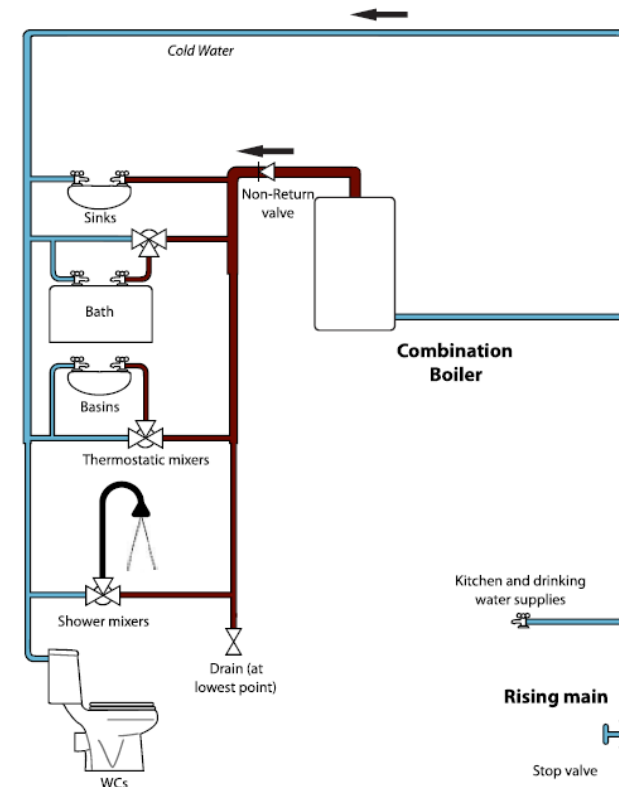 Cold Water
Non-Return
valve
Sinks
Bath
Combination
Boiler
Basins
Thermostatic mixers
Kitchen and drinking
water supplies
Shower mixers
Drain (at
lowest point)
Rising main
Stop valve
WCs